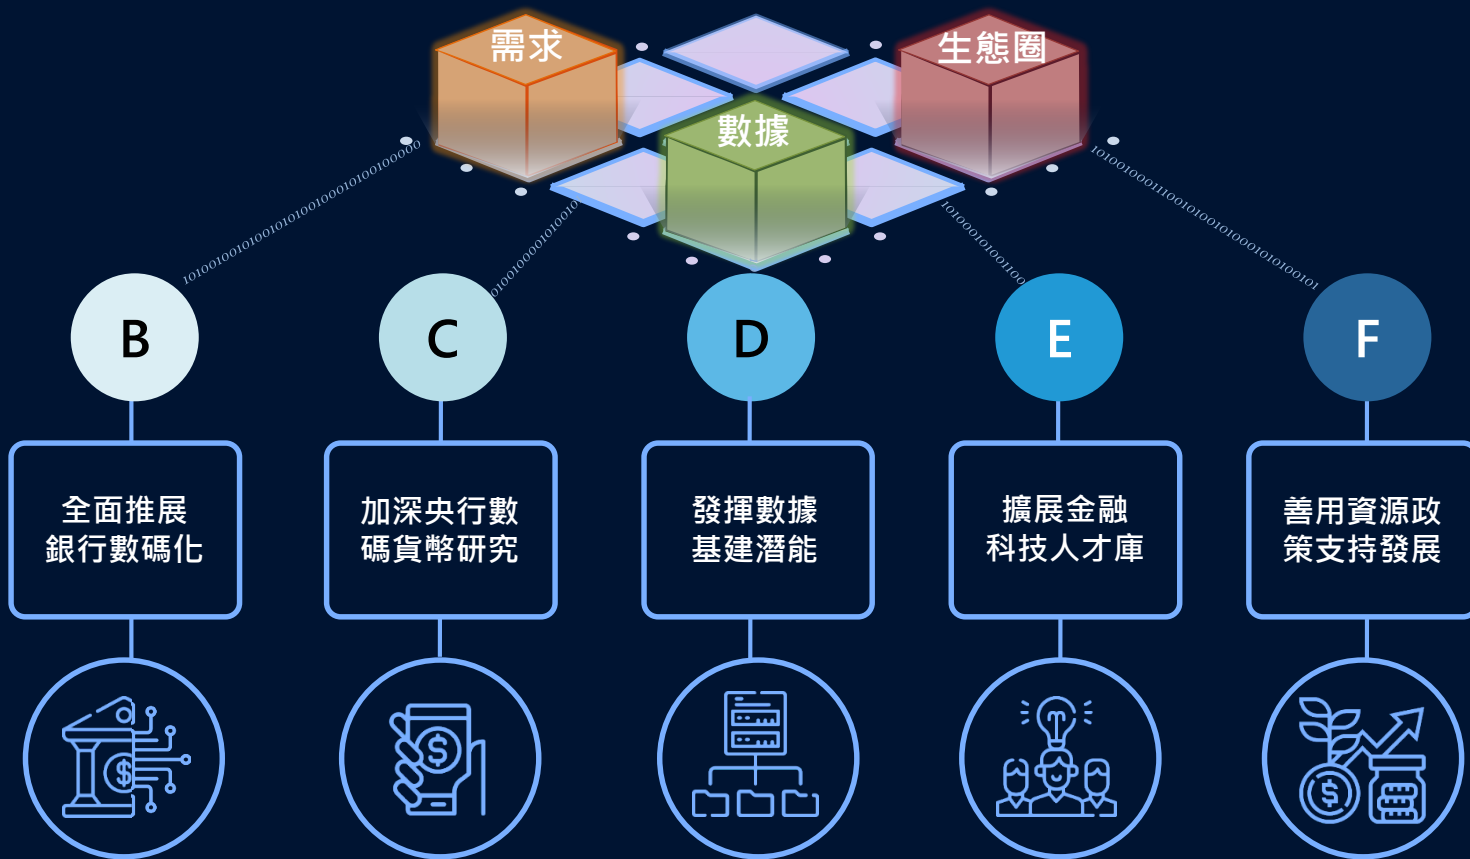 需求
生態圈
數據
B
C
D
E
F
全面推展
銀行數碼化
加深央行數
碼貨幣研究
發揮數據
基建潛能
擴展金融
科技人才庫
善用資源政
策支持發展
$
$
$